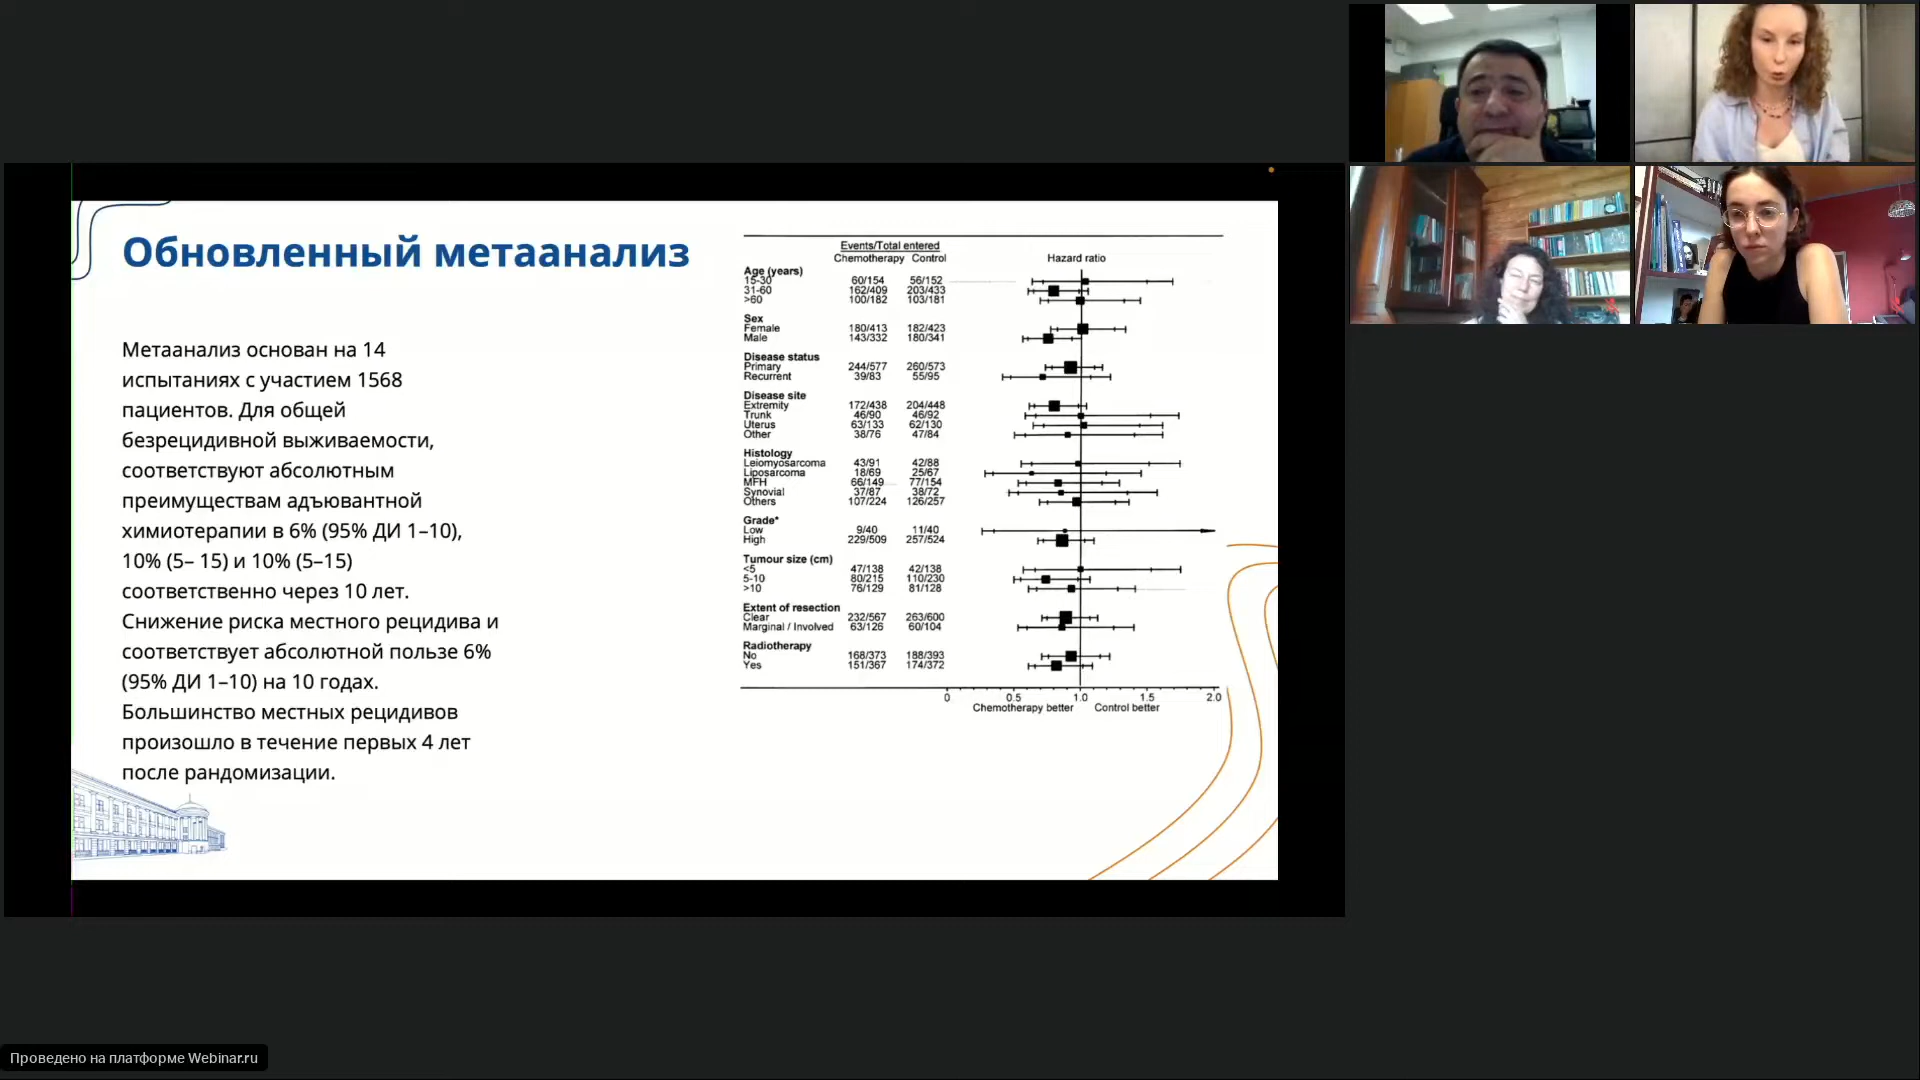 Обновленный метаанализ
Метаанализ основан на 14
испытаниях с участием 1568
пациентов. Для общей
безрецидивной выживаемости,
соответствуют абсолютным
преимуществам адъювантной
химиотерапии в 6% (95% ДИ 1–10),
10% (5– 15) и 10% (5–15)
соответственно через 10 лет.
Снижение риска местного рецидива и
соответствует абсолютной пользе 6%
(95% ДИ 1–10) на 10 годах.
Большинство местных рецидивов
произошло в течение первых 4 лет
после рандомизации.
Events/Total entered
Chemotherapy Control Hazard ratio
Age (years)
15-30 60/154 56/152
31-60 162/409 203/433
>60 100/182 103/181
Sex
Female 180/413 182/423
Male 143/332 180/341
Disease status
Primary 244/577 260/573
Recurrent 39/83 55/95
Disease site
Extremity 172/438 204/448
Trunk 46/90 46/92
Uterus 63/133 62/130
Other 38/76 47/84
Histology
Leiomyosarcoma 43/91 42/88
Liposarcoma 18/69 25/67
MFH 66/149 77/154
Synovial 37/87 38/72
Others 107/224 126/257
Grade*
Low 9/40 11/40
High 229/509 257/524
Tumour size (cm)
<5 47/138 42/138
5-10 80/215 110/230
>10 76/129 81/128
Extent of resection
Clear 232/567 263/600
Marginal / Involved 63/126 60/104
Radiotherapy
No 168/373 188/393
Yes 151/367 174/372
0 0.5 1.0 1.5 2.0
Chemotherapy better Control better
Проведено на платформе Webinar.ru